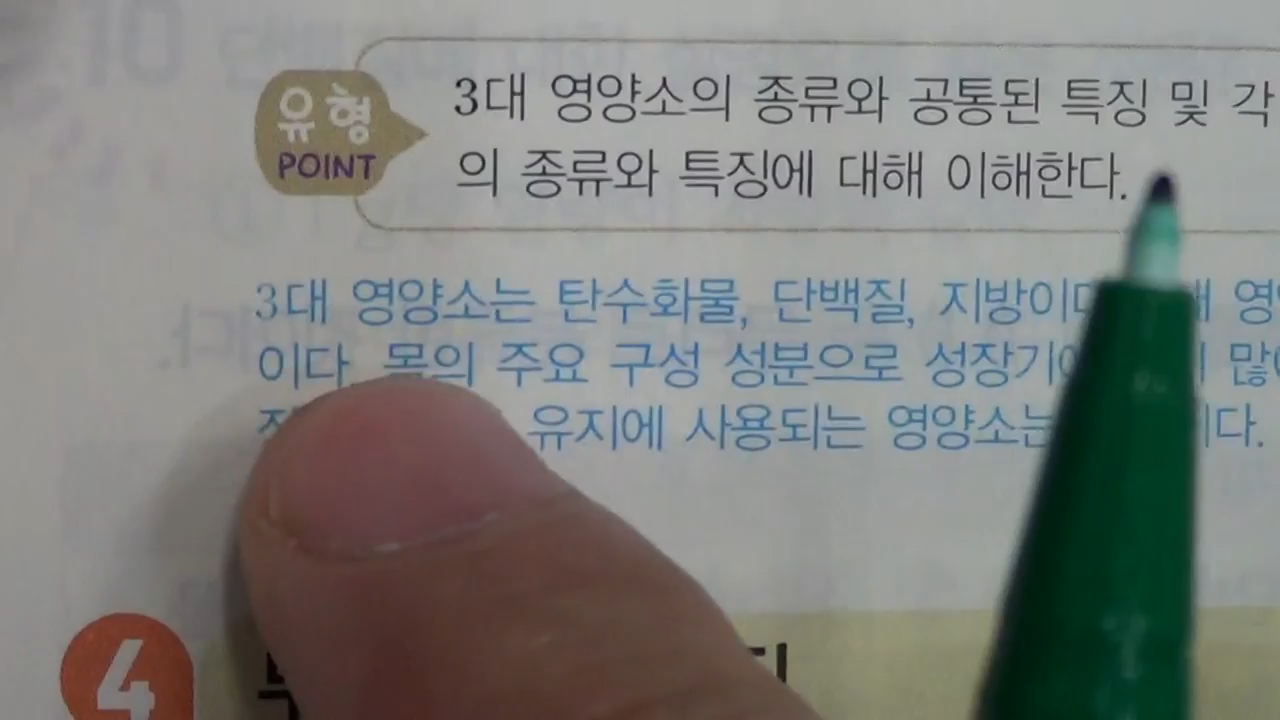 유형
POINT
3대 영양소의 종류와 공통된 특징 및 각
의 종류와 특징에 대해 이해한다.
3대 영양소는 탄수화물, 단백질, 지방이
이다. 몸의 주요 구성 성분으로 성장기에
유지에 사용되는 영양소는
4